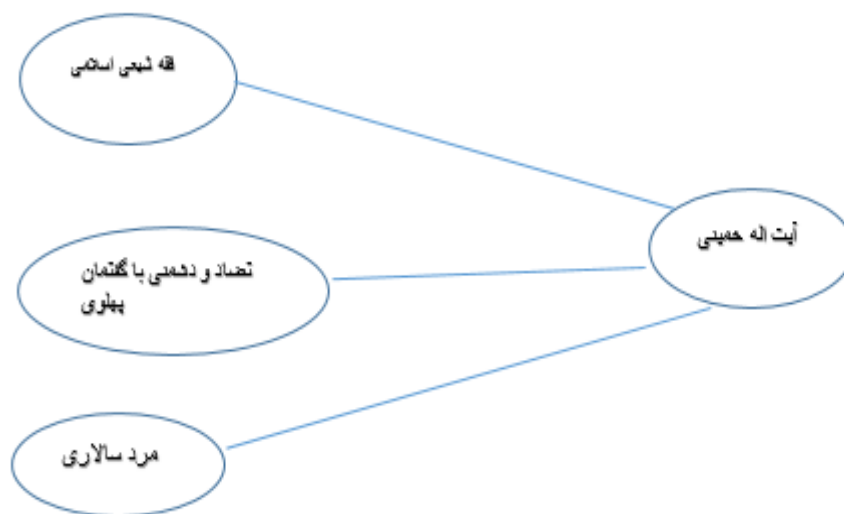 فقه شیعی اسلامی
آیت اله خمینی
تضاد و دشمنی با گفتمان
پهلوی
مرد سالاری